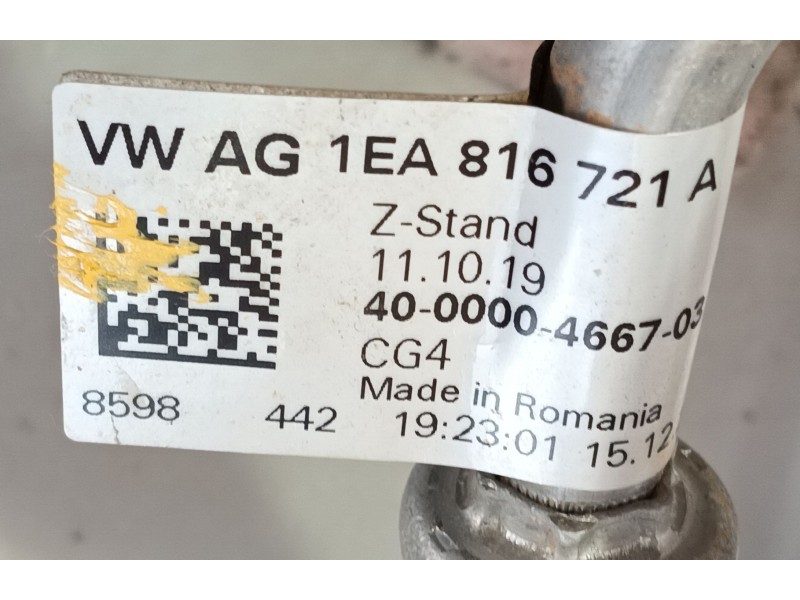 VW AG 1EA 816 721 A
Z-Stand
11.10.19
40-0000-4667-03
CG4
Made in Romania
8598 442 19:23:01 15.12